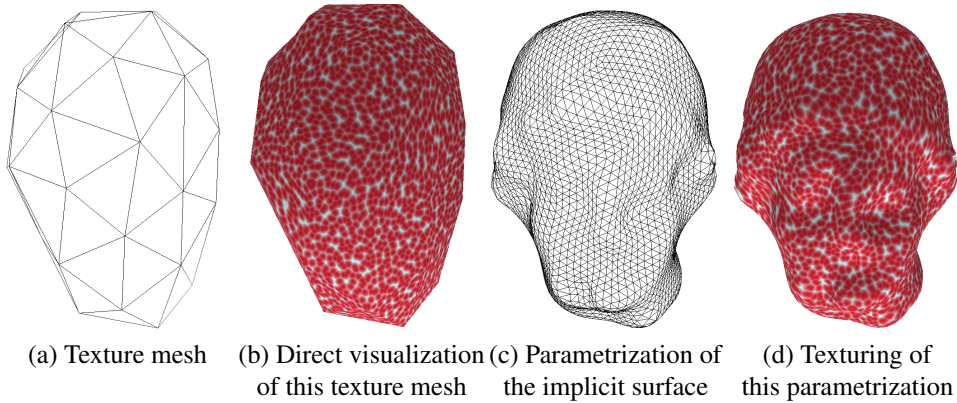 (a) Texture mesh
(b) Direct visualization
of this texture mesh
(c) Parametrization of
the implicit surface
(d) Texturing of
this parametrization